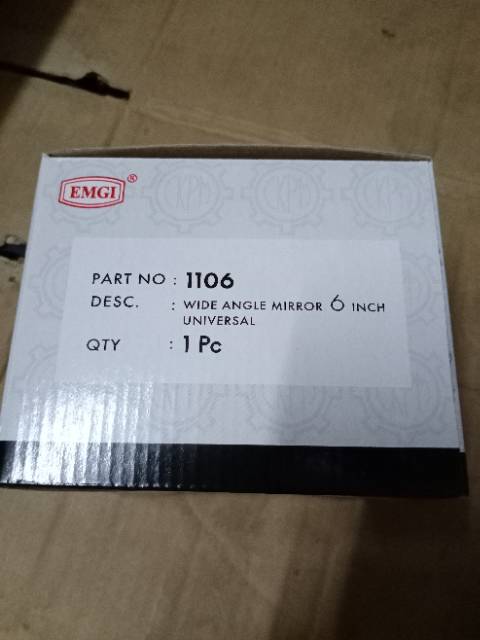 EMGI®
PART NO : 1106
DESC. : WIDE ANGLE MIRROR 6 INCH
UNIVERSAL
QTY : 1 Pc